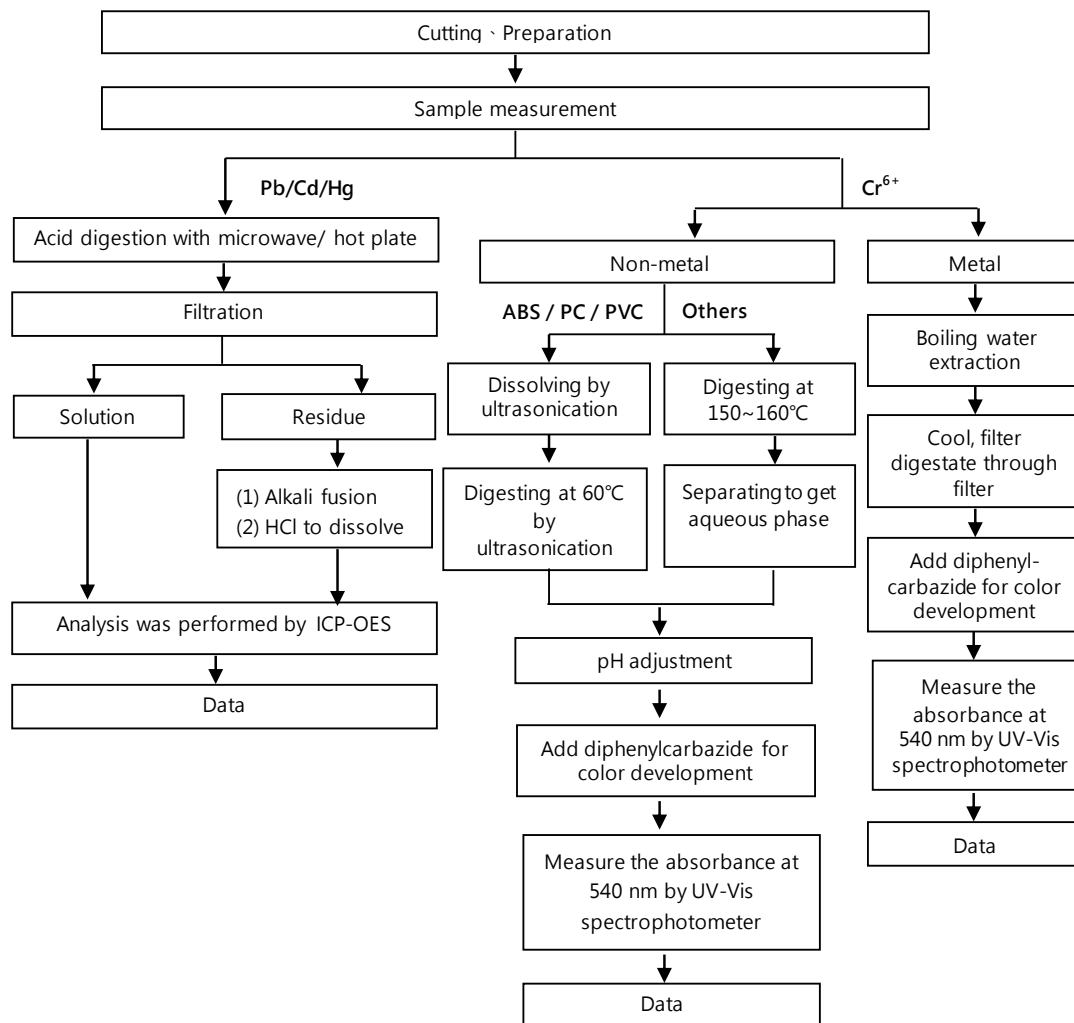 Cutting、Preparation
Sample measurement
Pb/Cd/Hg
Cr⁶⁺
Acid digestion with microwave/ hot plate
Filtration
Solution
Residue
(1) Alkali fusion
(2) HCl to dissolve
Analysis was performed by ICP-OES
Data
Non-metal
ABS / PC / PVC
Others
Dissolving by
ultrasonication
Digesting at
150~160℃
Digesting at 60℃
by
ultrasonication
Separating to get
aqueous phase
pH adjustment
Add diphenylcarbazide for
color development
Measure the absorbance at
540 nm by UV-Vis
spectrophotometer
Data
Metal
Boiling water
extraction
Cool, filter
digestate through
filter
Add diphenyl-
carbazide for color
development
Measure the
absorbance at
540 nm by UV-Vis
spectrophotometer
Data